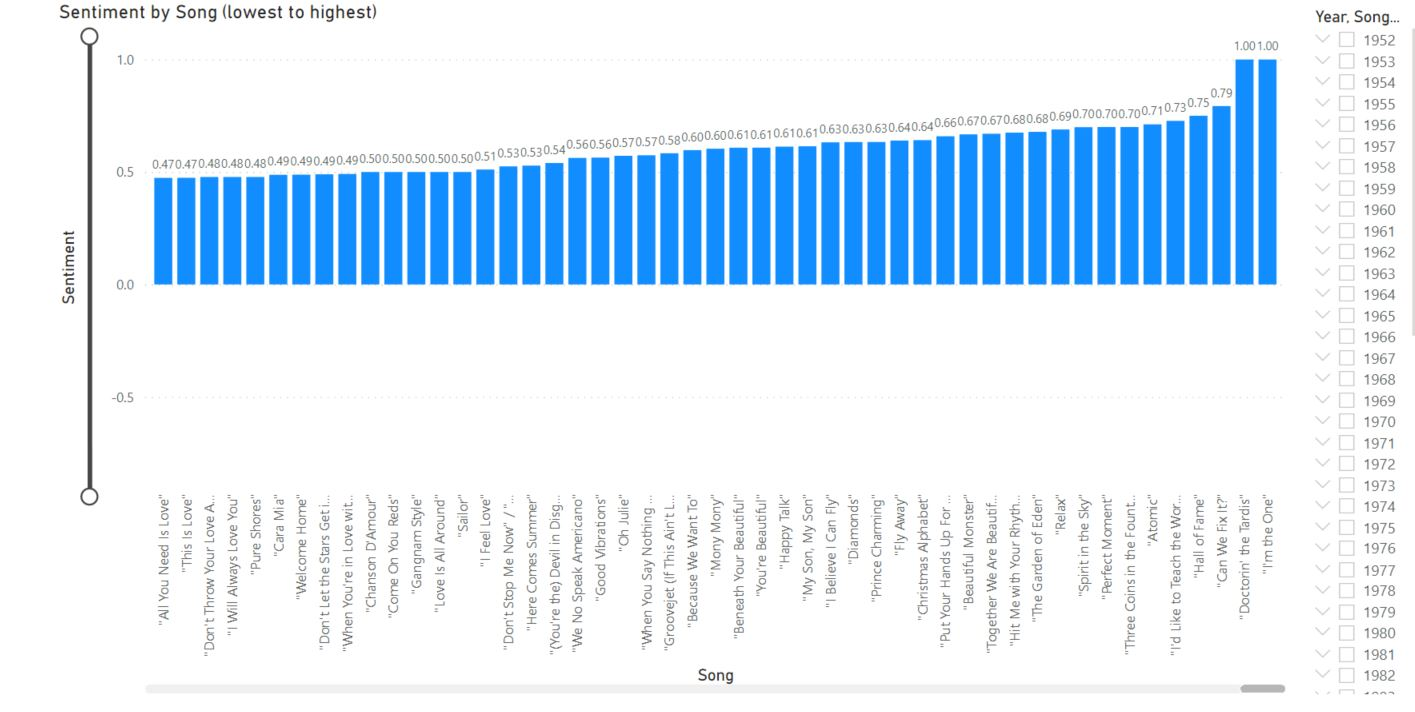 Sentiment by Song (lowest to highest)
Year, Song...
1.0
0.5
0.0
-0.5
Sentiment
0.47
0.47
0.48
0.48
0.48
0.49
0.49
0.49
0.49
0.50
0.50
0.50
0.50
0.50
0.51
0.53
0.53
0.54
0.56
0.56
0.57
0.57
0.58
0.60
0.60
0.61
0.61
0.61
0.61
0.63
0.63
0.63
0.64
0.64
0.66
0.67
0.67
0.68
0.68
0.69
0.70
0.70
0.70
0.71
0.73
0.75
0.79
1.00
1.00
"All You Need Is Love"
"This Is Love"
"Don't Throw Your Love A...
"I Will Always Love You"
"Pure Shores"
"Cara Mia"
"Welcome Home"
"Don't Let the Stars Get i...
"When You're in Love wit...
"Chanson D'Amour"
"Come On You Reds"
"Gangnam Style"
"Love Is All Around"
"Sailor"
"I Feel Love"
"Don't Stop Me Now" / "...
"Here Comes Summer"
"(You're the) Devil in Disg...
"We No Speak Americano"
"Good Vibrations"
"Oh Julie"
"When You Say Nothing ...
"Groovejet (If This Ain't L...
"Because We Want To"
"Mony Mony"
"Beneath Your Beautiful"
"You're Beautiful"
"Happy Talk"
"My Son, My Son"
"I Believe I Can Fly"
"Diamonds"
"Prince Charming"
"Fly Away"
"Christmas Alphabet"
"Put Your Hands Up For ...
"Beautiful Monster"
"Together We Are Beautif...
"Hit Me with Your Rhyth...
"The Garden of Eden"
"Relax"
"Spirit in the Sky"
"Perfect Moment"
"Three Coins in the Fount...
"Atomic"
"I'd Like to Teach the Wor...
"Hall of Fame"
"Can We Fix It?"
"Doctorin' the Tardis"
"I'm the One"
Song
1952
1953
1954
1955
1956
1957
1958
1959
1960
1961
1962
1963
1964
1965
1966
1967
1968
1969
1970
1971
1972
1973
1974
1975
1976
1977
1978
1979
1980
1981
1982